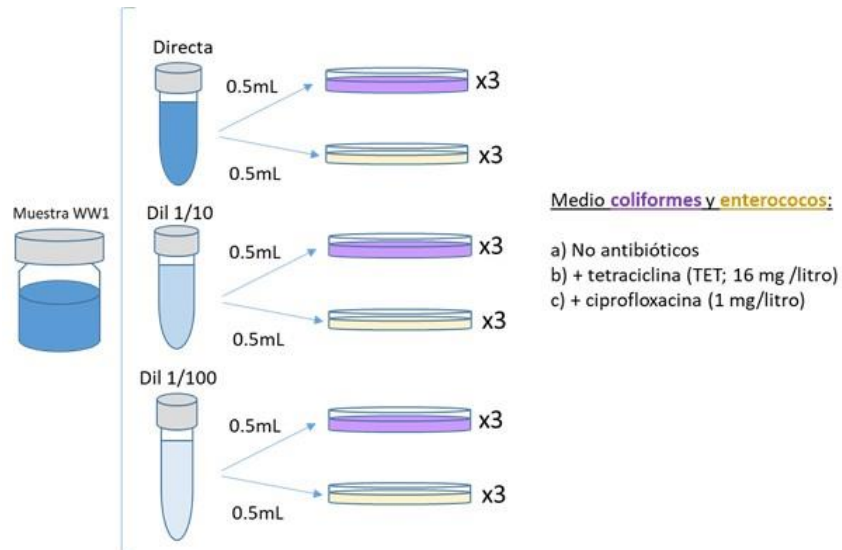 Directa
0.5mL
x3
0.5mL
x3
Muestra WW1
Dil 1/10
0.5mL
x3
0.5mL
x3
Dil 1/100
0.5mL
x3
0.5mL
x3
Medio coliformes y enterococos:
a) No antibióticos
b) + tetraciclina (TET; 16 mg /litro)
c) + ciprofloxacina (1 mg/litro)